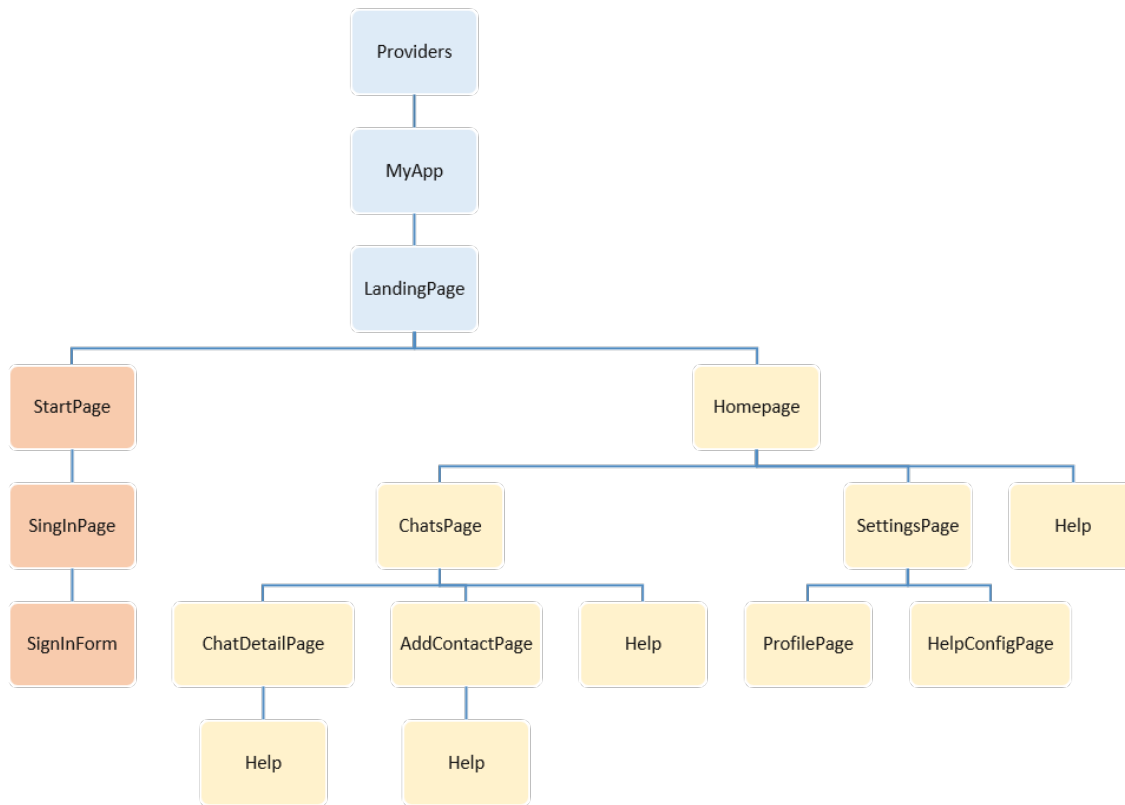 Providers
MyApp
LandingPage
StartPage
Homepage
SingInPage
ChatsPage
SettingsPage
Help
SignInForm
ChatDetailPage
AddContactPage
Help
ProfilePage
HelpConfigPage
Help
Help